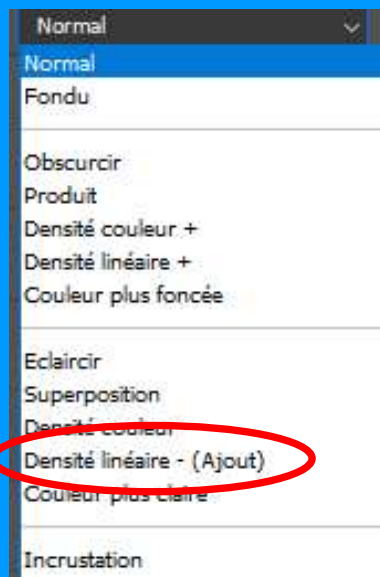 Normal
Normal
Fondu
Obscurcir
Produit
Densité couleur +
Densité linéaire +
Couleur plus foncée
Eclaircir
Superposition
Densité couleur -
Densité linéaire - (Ajout)
Couleur plus claire
Incrustation